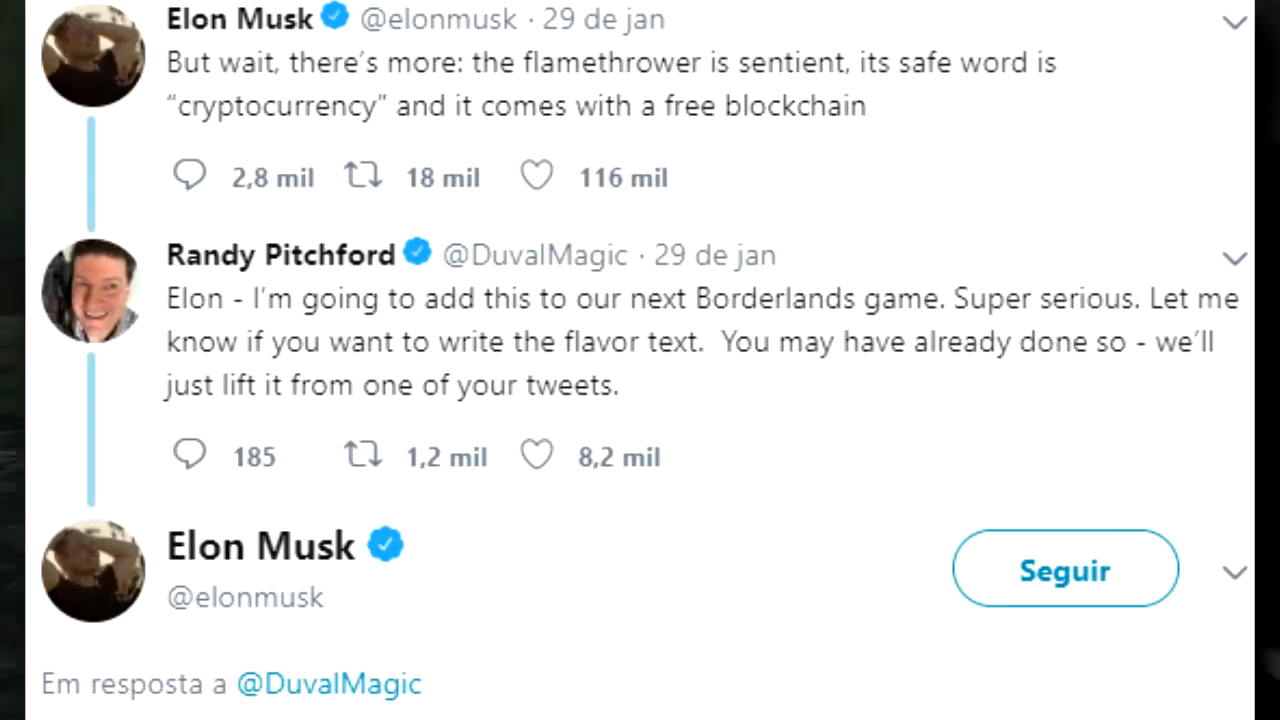 Elon Musk @elonmusk · 29 de jan
But wait, there's more: the flamethrower is sentient, its safe word is
“cryptocurrency” and it comes with a free blockchain
2,8 mil 18 mil 116 mil
Randy Pitchford @DuvalMagic · 29 de jan
Elon - I'm going to add this to our next Borderlands game. Super serious. Let me
know if you want to write the flavor text.  You may have already done so - we'll
just lift it from one of your tweets.
185 1,2 mil 8,2 mil
Elon Musk
@elonmusk
Seguir
Em resposta a @DuvalMagic